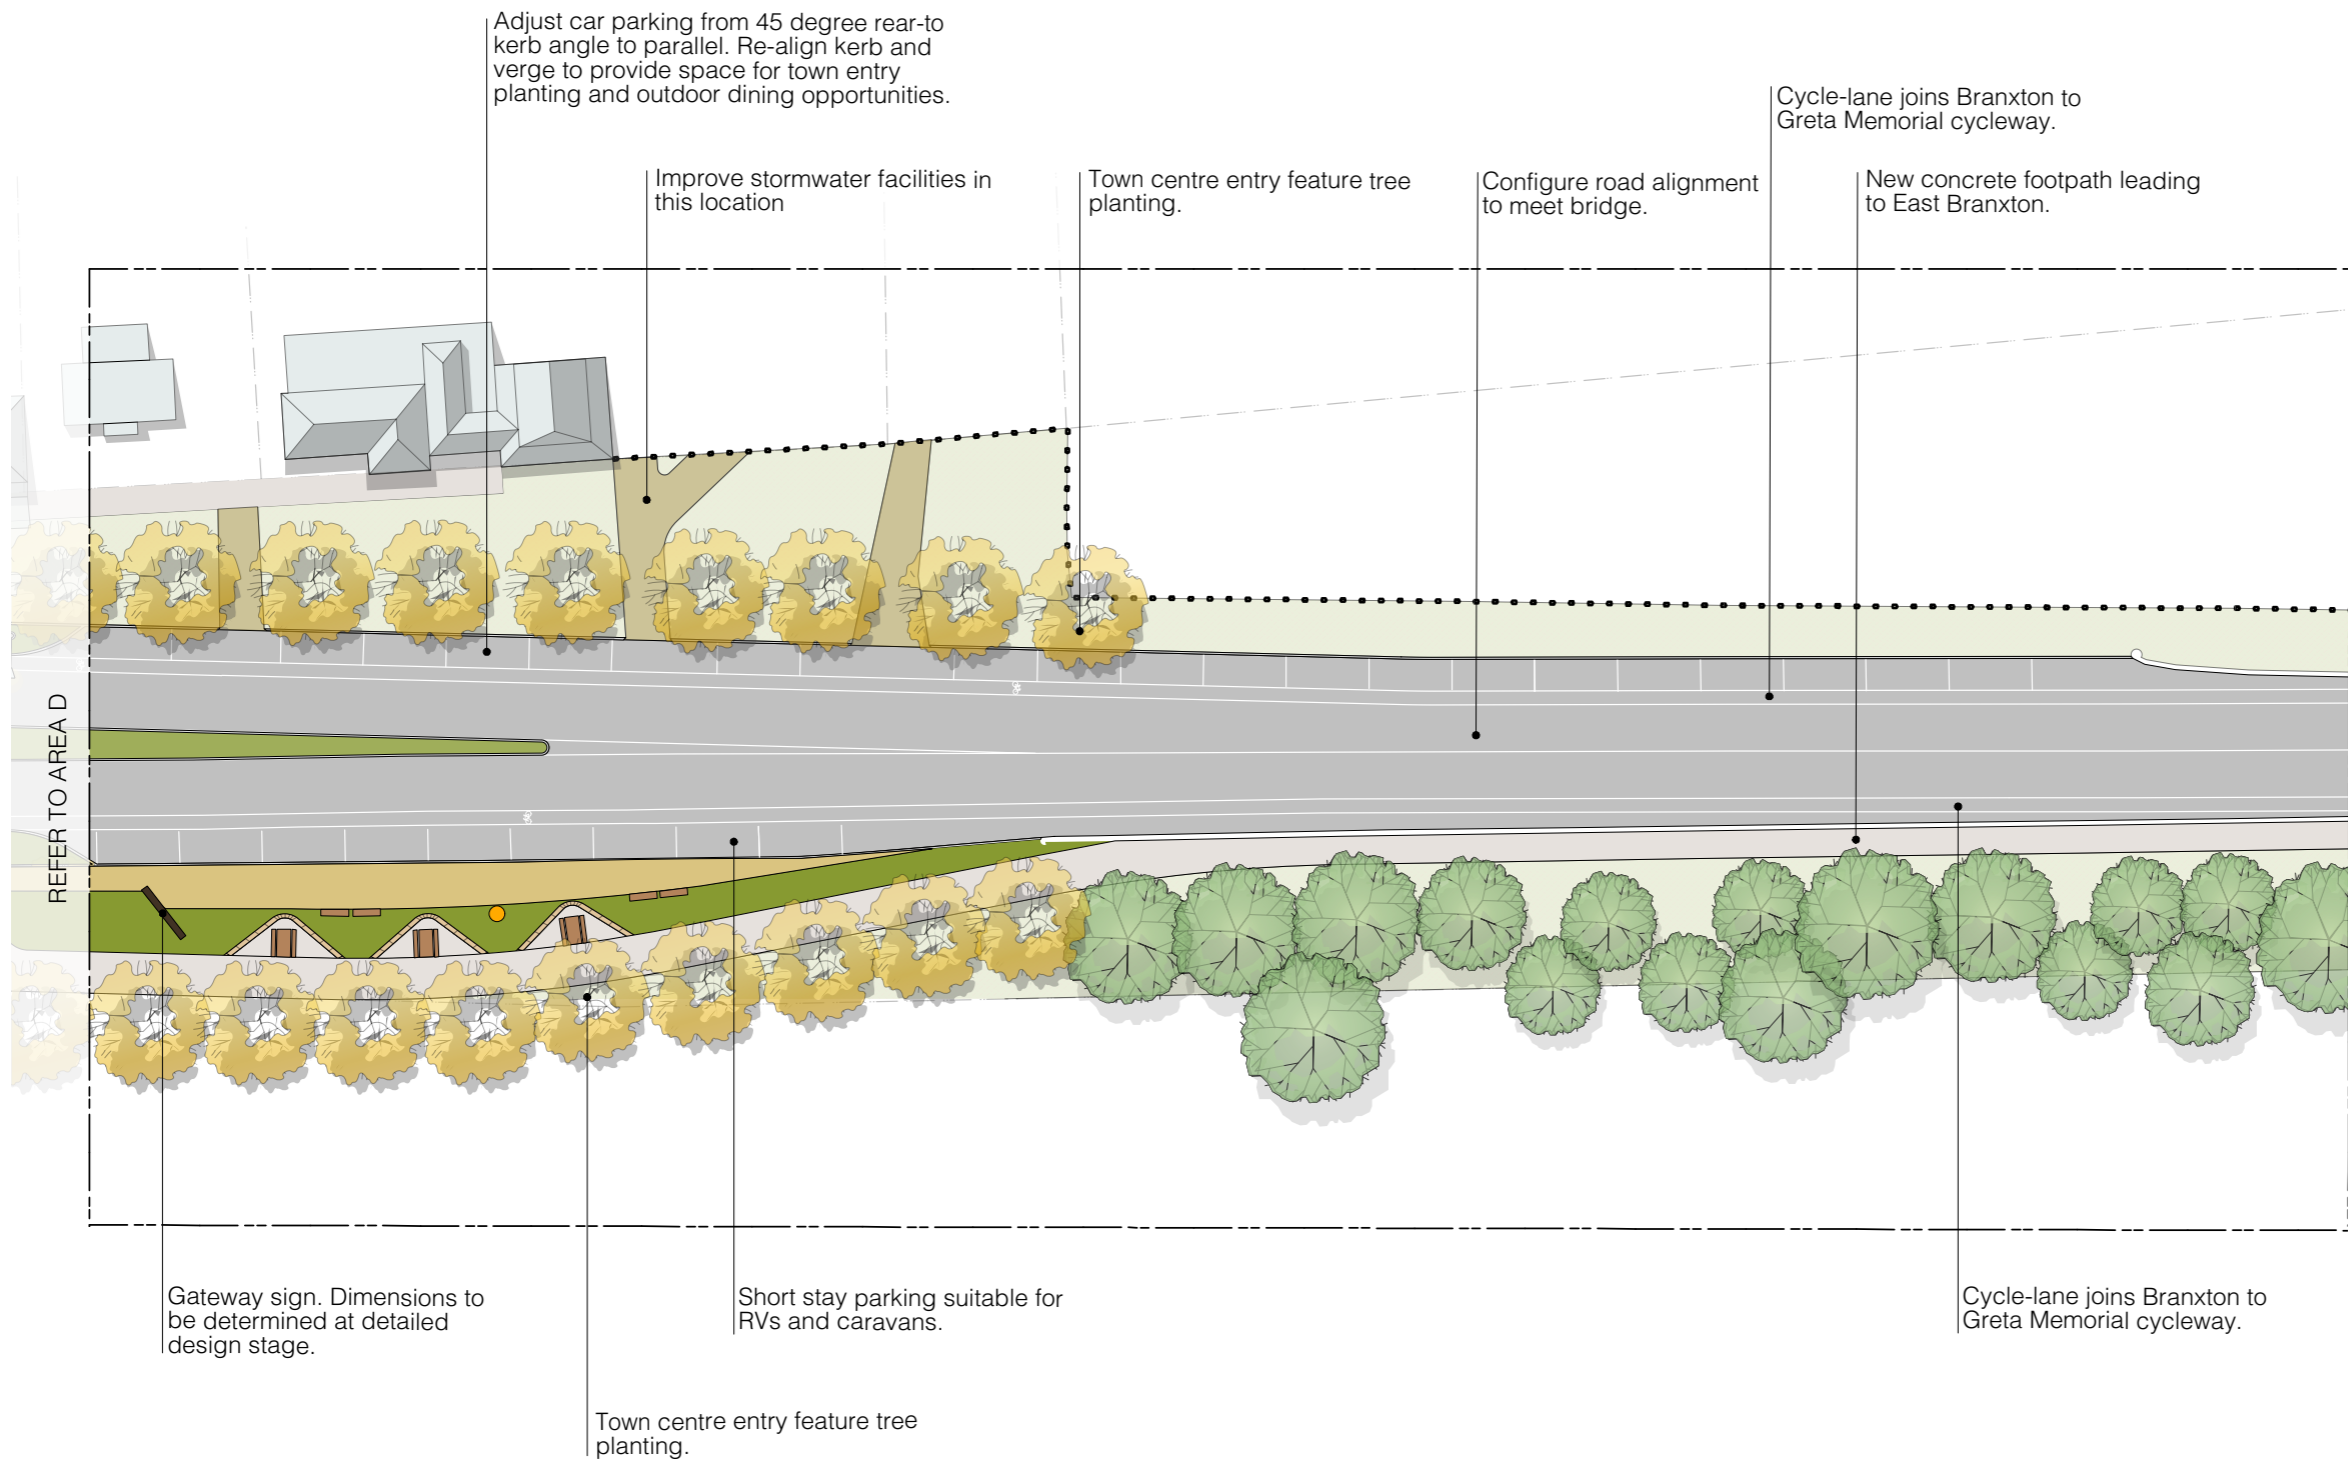 Adjust car parking from 45 degree rear-to
kerb angle to parallel. Re-align kerb and
verge to provide space for town entry
planting and outdoor dining opportunities.
Cycle-lane joins Branxton to
Greta Memorial cycleway.
Improve stormwater facilities in
this location
Town centre entry feature tree
planting.
Configure road alignment
to meet bridge.
New concrete footpath leading
to East Branxton.
REFER TO AREA D
Gateway sign. Dimensions to
be determined at detailed
design stage.
Short stay parking suitable for
RVs and caravans.
Cycle-lane joins Branxton to
Greta Memorial cycleway.
Town centre entry feature tree
planting.